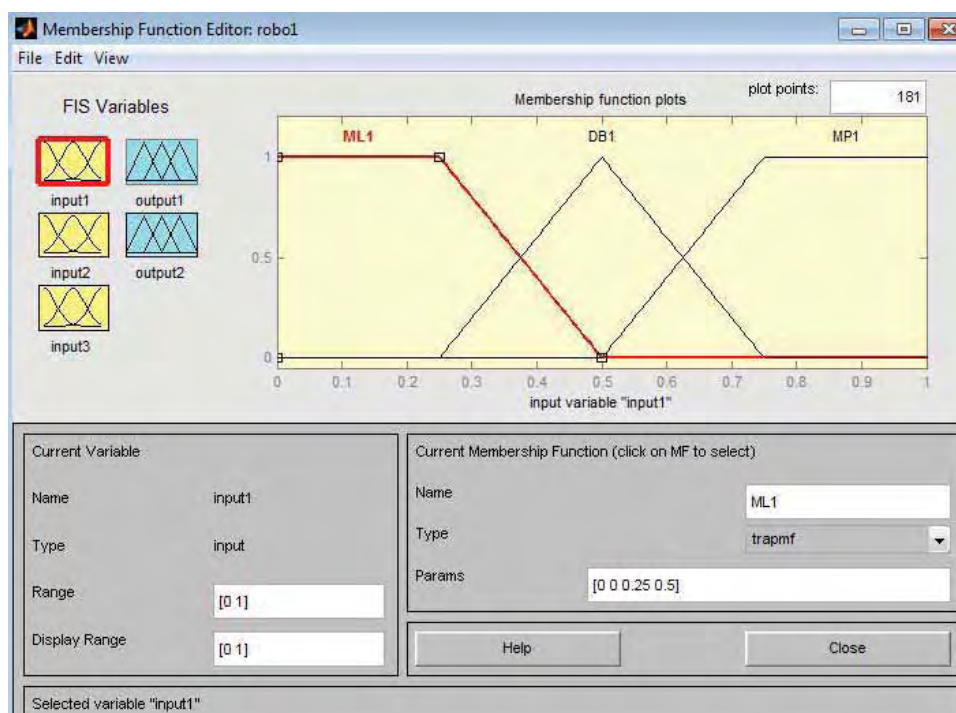 Membership Function Editor: robo1
File Edit View
FIS Variables
Membership function plots
plot points:
181
ML1
DB1
MP1
input1
output1
input2
output2
input3
1
0.5
0
0 0.1 0.2 0.3 0.4 0.5 0.6 0.7 0.8 0.9 1
input variable "input1"
Current Variable
Name input1
Type input
Range [0 1]
Display Range [0 1]
Current Membership Function (click on MF to select)
Name ML1
Type trapmf
Params [0 0 0.25 0.5]
Help
Close
Selected variable "input1"